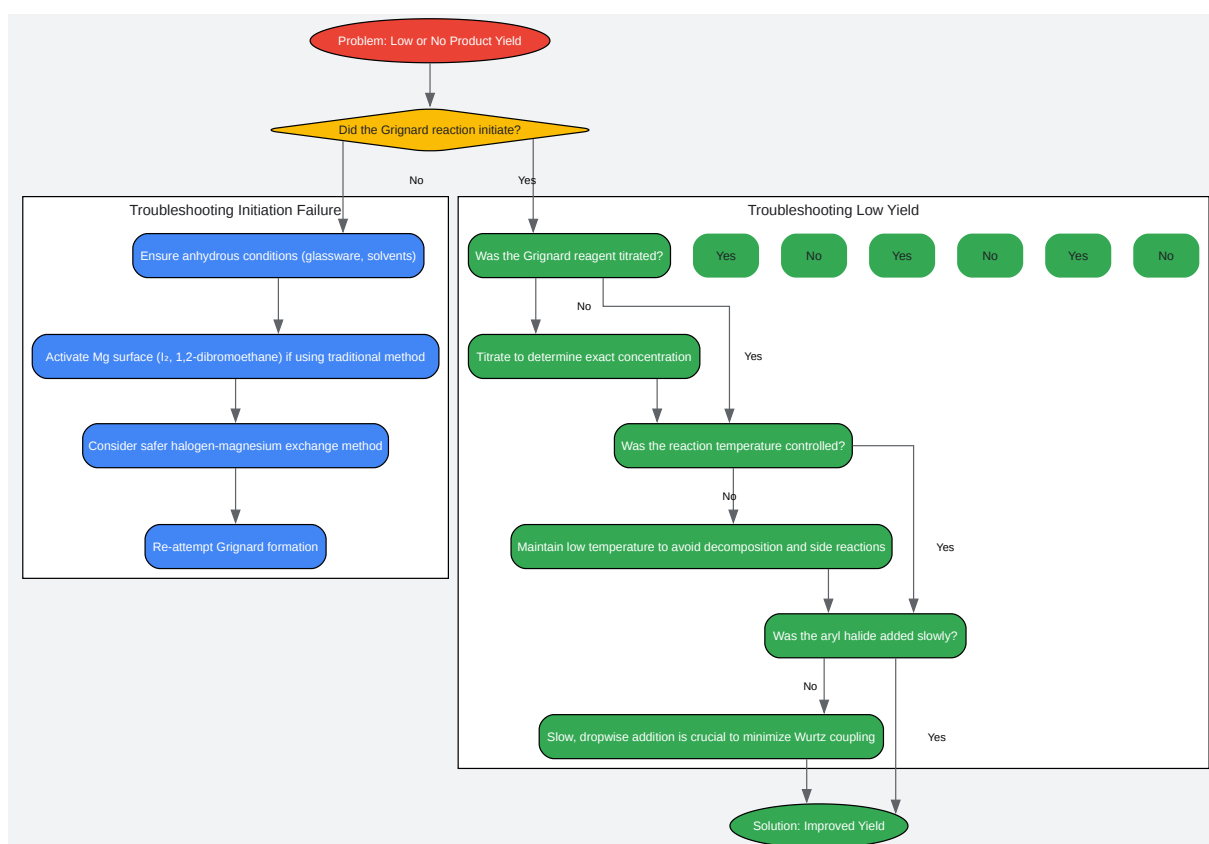 Problem: Low or No Product Yield
Did the Grignard reaction initiate?
No
Yes
Troubleshooting Initiation Failure
Ensure anhydrous conditions (glassware, solvents)
Activate Mg surface (I₂, 1,2-dibromoethane) if using traditional method
Consider safer halogen-magnesium exchange method
Re-attempt Grignard formation
Troubleshooting Low Yield
Was the Grignard reagent titrated?
Yes
No
Yes
No
Yes
No
No
Titrate to determine exact concentration
Yes
Was the reaction temperature controlled?
No
Maintain low temperature to avoid decomposition and side reactions
Yes
Was the aryl halide added slowly?
No
Slow, dropwise addition is crucial to minimize Wurtz coupling
Yes
Solution: Improved Yield